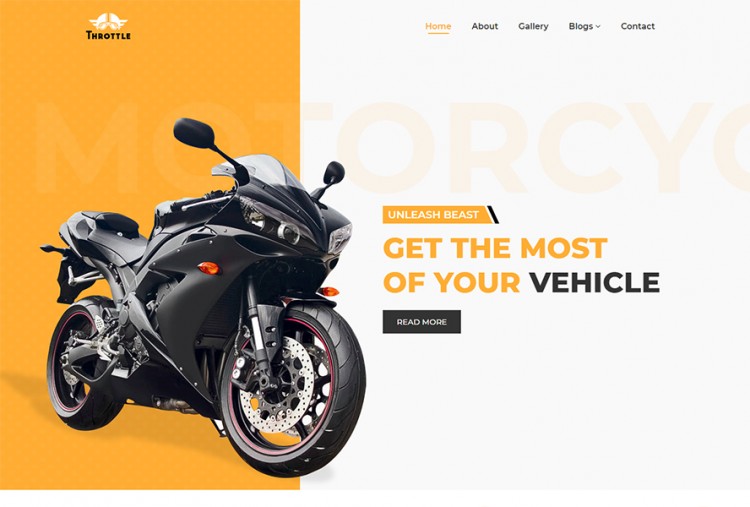 THROTTLE
Home About Gallery Blogs Contact
MOTORCYC
UNLEASH BEAST
GET THE MOST
OF YOUR VEHICLE
READ MORE